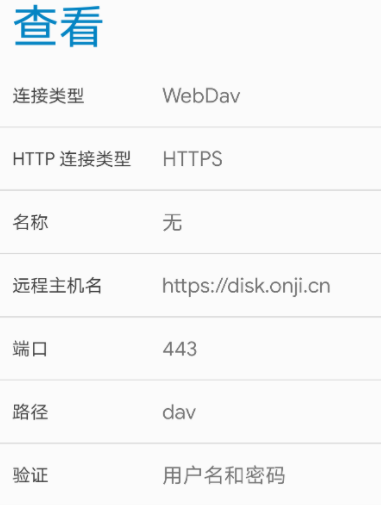 查看
连接类型 WebDav
HTTP 连接类型 HTTPS
名称 无
远程主机名 https://disk.onji.cn
端口 443
路径 dav
验证 用户名和密码